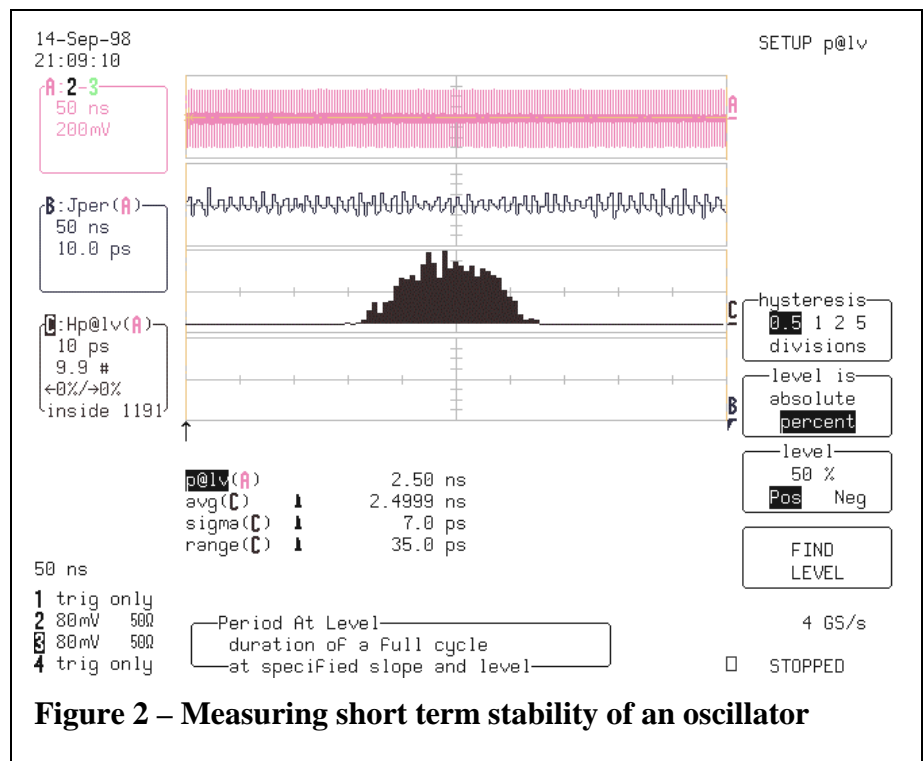 14-Sep-98
21:09:10
SETUP p@lv
A:2-3
50 ns
200mV
A
B:Jper(A)
50 ns
10.0 ps
C:Hp@lv(A)
10 ps
9.9 #
←0%/→0%
inside 1191
C
B
hysteresis
0.5 1 2 5
divisions
level is
absolute
percent
level
50 %
Pos Neg
FIND
LEVEL
p@lv(A) 2.50 ns
avg(C) 2.4999 ns
sigma(C) 7.0 ps
range(C) 35.0 ps
50 ns
1 trig only
2 80mV 50Ω
3 80mV 50Ω
4 trig only
Period At Level
duration of a full cycle
at specified slope and level
4 GS/s
STOPPED
Figure 2 – Measuring short term stability of an oscillator